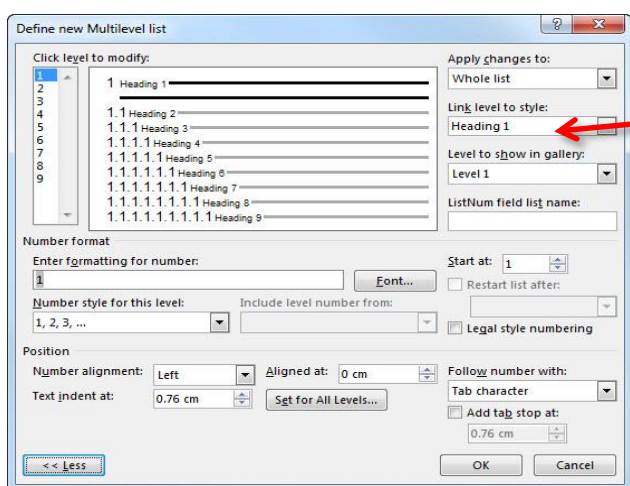 Define new Multilevel list
Click level to modify:
1
2
3
4
5
6
7
8
9
1 Heading 1
1.1 Heading 2
1.1.1 Heading 3
1.1.1.1 Heading 4
1.1.1.1.1 Heading 5
1.1.1.1.1.1 Heading 6
1.1.1.1.1.1.1 Heading 7
1.1.1.1.1.1.1.1 Heading 8
1.1.1.1.1.1.1.1.1 Heading 9
Apply changes to:
Whole list
Link level to style:
Heading 1
Level to show in gallery:
Level 1
ListNum field list name:
Number format
Enter formatting for number:
1
Font...
Number style for this level:
1, 2, 3, ...
Include level number from:
Start at: 1
Restart list after:
Legal style numbering
Position
Number alignment: Left
Aligned at: 0 cm
Text indent at: 0.76 cm
Set for All Levels...
Follow number with:
Tab character
Add tab stop at:
0.76 cm
<< Less
OK
Cancel